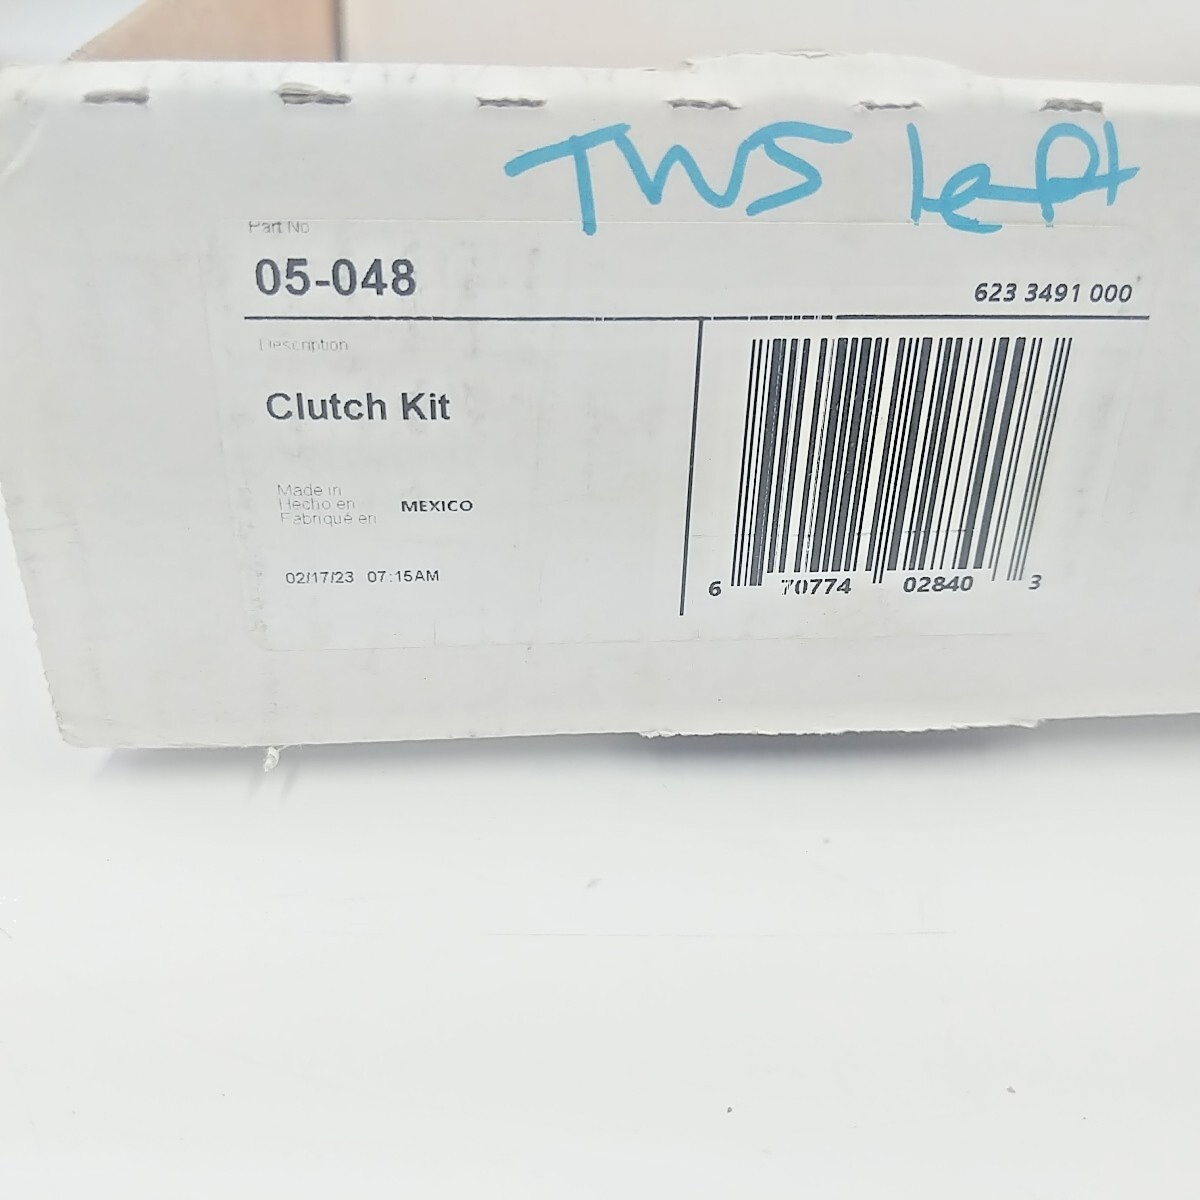 TWS left
Part No
05-048
623 3491 000
Description
Clutch Kit
Made in
Hecho en
Fabriqué en
MEXICO
02/17/23 07:15AM
6 70774 02840 3